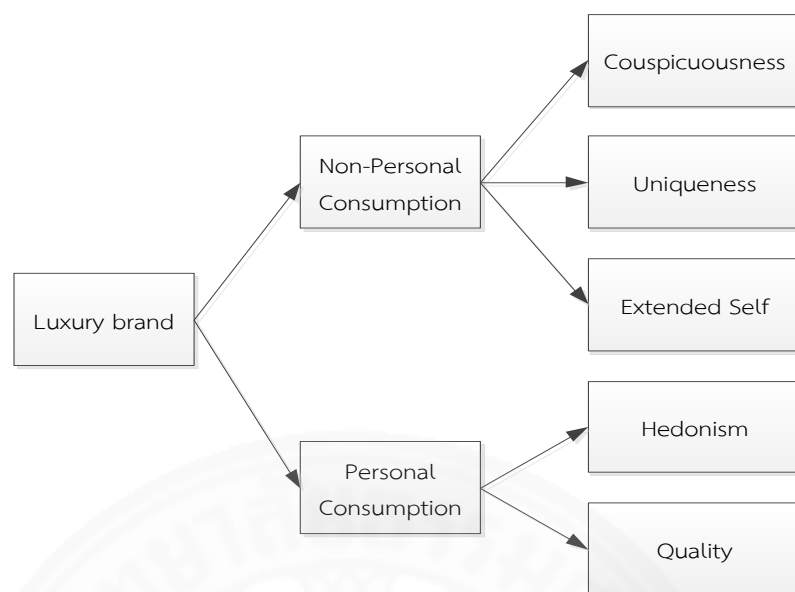 Couspicuousness
Non-Personal
Consumption
Uniqueness
Extended Self
Luxury brand
Hedonism
Personal
Consumption
Quality